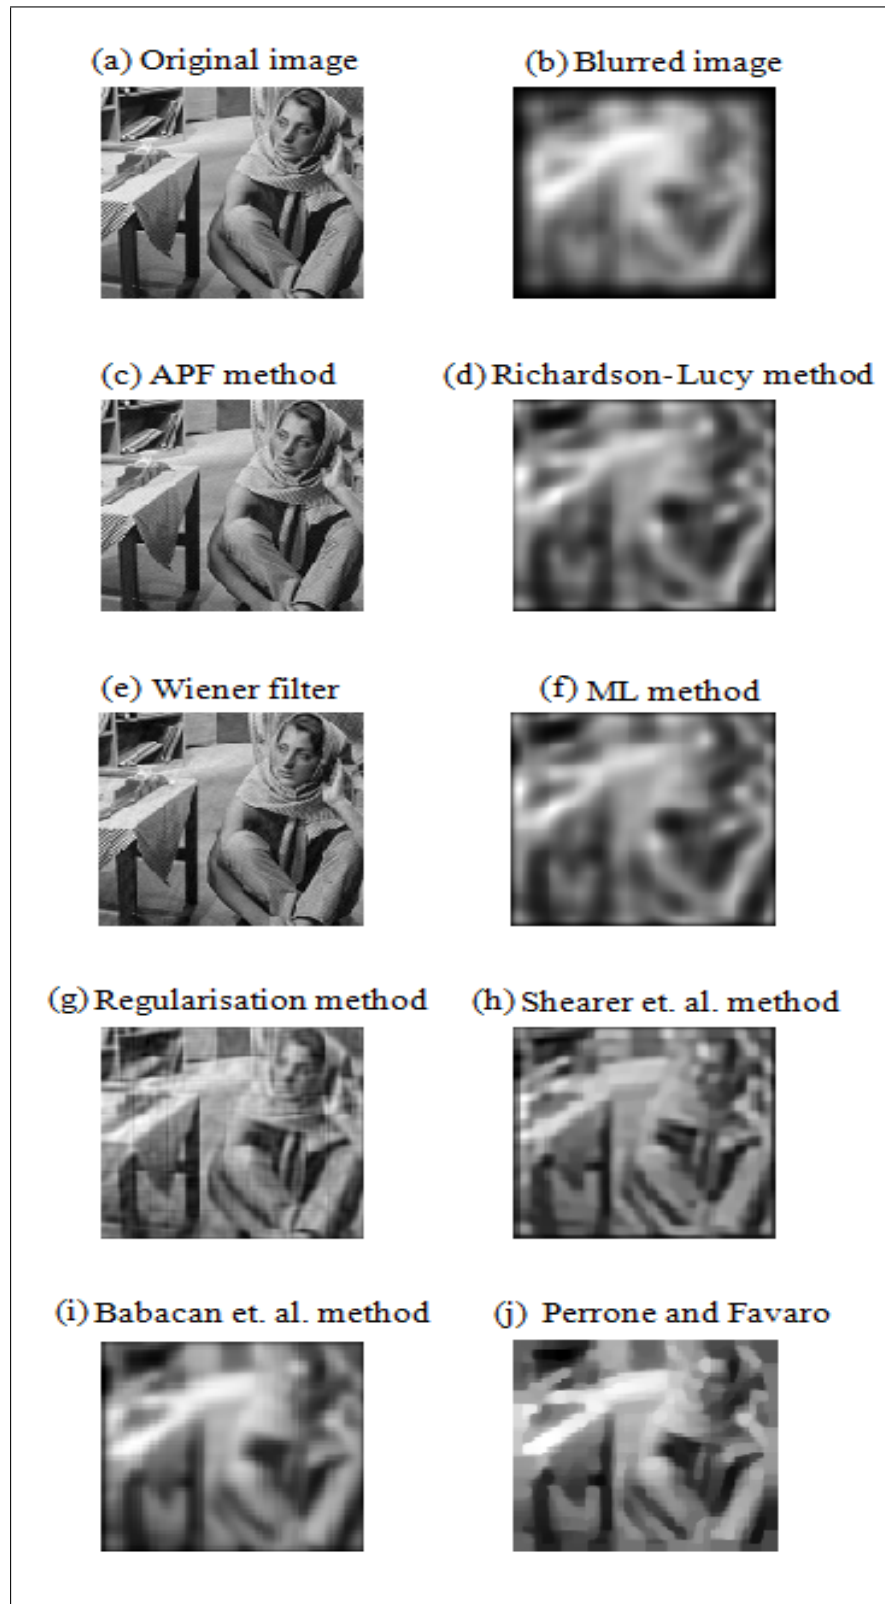 (a) Original image
(b) Blurred image
(c) APF method
(d) Richardson-Lucy method
(e) Wiener filter
(f) ML method
(g) Regularisation method
(h) Shearer et. al. method
(i) Babacan et. al. method
(j) Perrone and Favaro